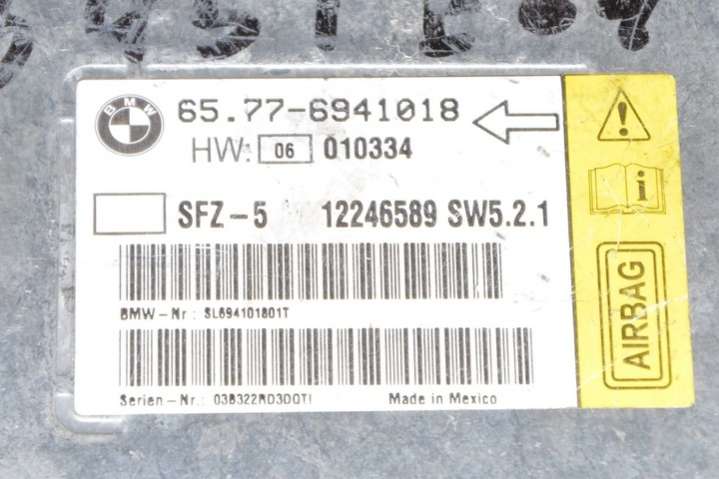 BMW
65.77-6941018
HW: 06 010334
SFZ-5 12246589 SW5.2.1
BMW-Nr: SL694101801T
Serien-Nr.: Made in Mexico
AIRBAG
i